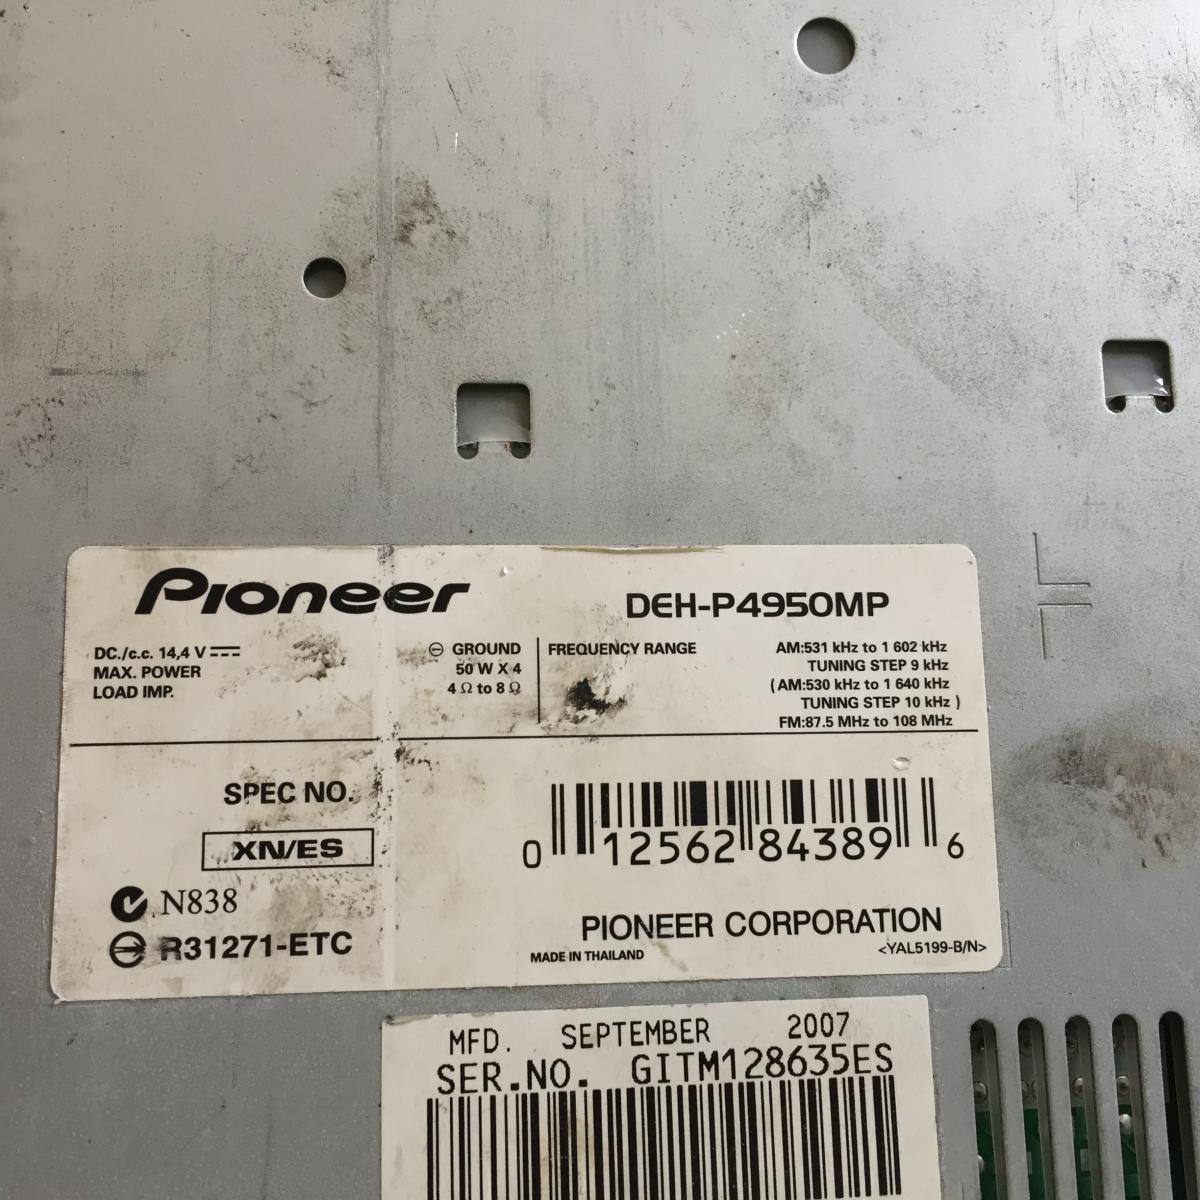 Pioneer
DEH-P4950MP
DC./c.c. 14,4 V
MAX. POWER
LOAD IMP.
⊖ GROUND
50 W X 4
4 Ω to 8 Ω
FREQUENCY RANGE
AM:531 kHz to 1 602 kHz
TUNING STEP 9 kHz
(AM:530 kHz to 1 640 kHz
TUNING STEP 10 kHz )
FM:87.5 MHz to 108 MHz
SPEC NO.
XN/ES
N838
R31271-ETC
0 12562 84389 6
PIONEER CORPORATION
MADE IN THAILAND
<YAL5199-B/N>
MFD. SEPTEMBER 2007
SER.NO. GITM128635ES